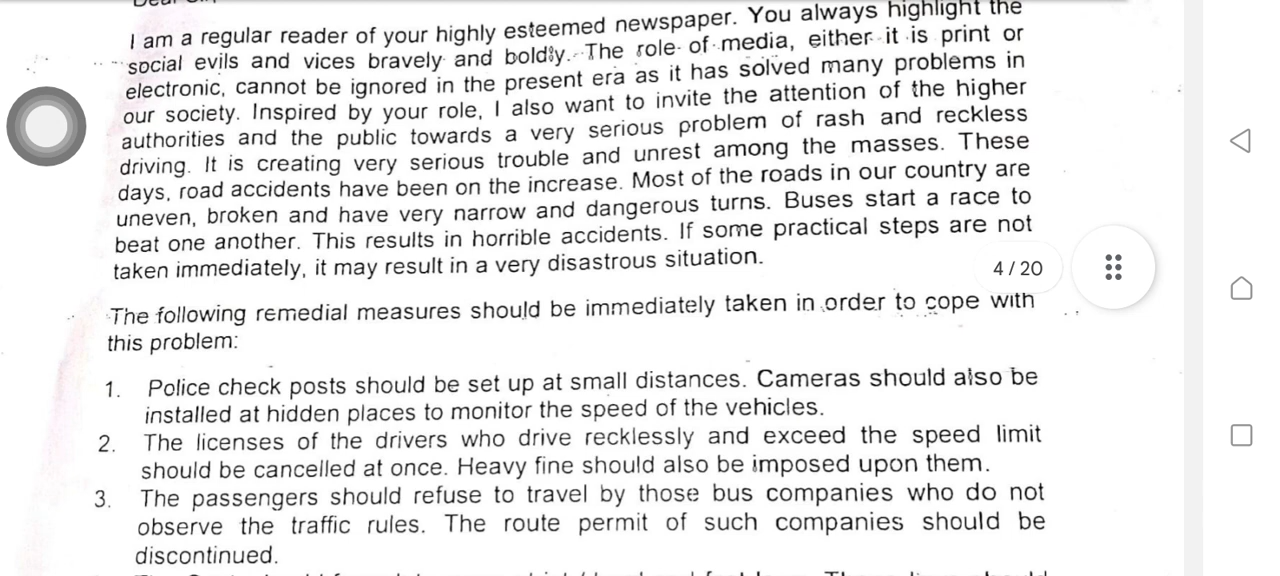 I am a regular reader of your highly esteemed newspaper. You always highlight the
social evils and vices bravely and boldly. The role of media, either it is print or
electronic, cannot be ignored in the present era as it has solved many problems in
our society. Inspired by your role, I also want to invite the attention of the higher
authorities and the public towards a very serious problem of rash and reckless
driving. It is creating very serious trouble and unrest among the masses. These
days, road accidents have been on the increase. Most of the roads in our country are
uneven, broken and have very narrow and dangerous turns. Buses start a race to
beat one another. This results in horrible accidents. If some practical steps are not
taken immediately, it may result in a very disastrous situation.
4 / 20
The following remedial measures should be immediately taken in order to cope with
this problem:
1. Police check posts should be set up at small distances. Cameras should also be
installed at hidden places to monitor the speed of the vehicles.
2. The licenses of the drivers who drive recklessly and exceed the speed limit
should be cancelled at once. Heavy fine should also be imposed upon them.
3. The passengers should refuse to travel by those bus companies who do not
observe the traffic rules. The route permit of such companies should be
discontinued.